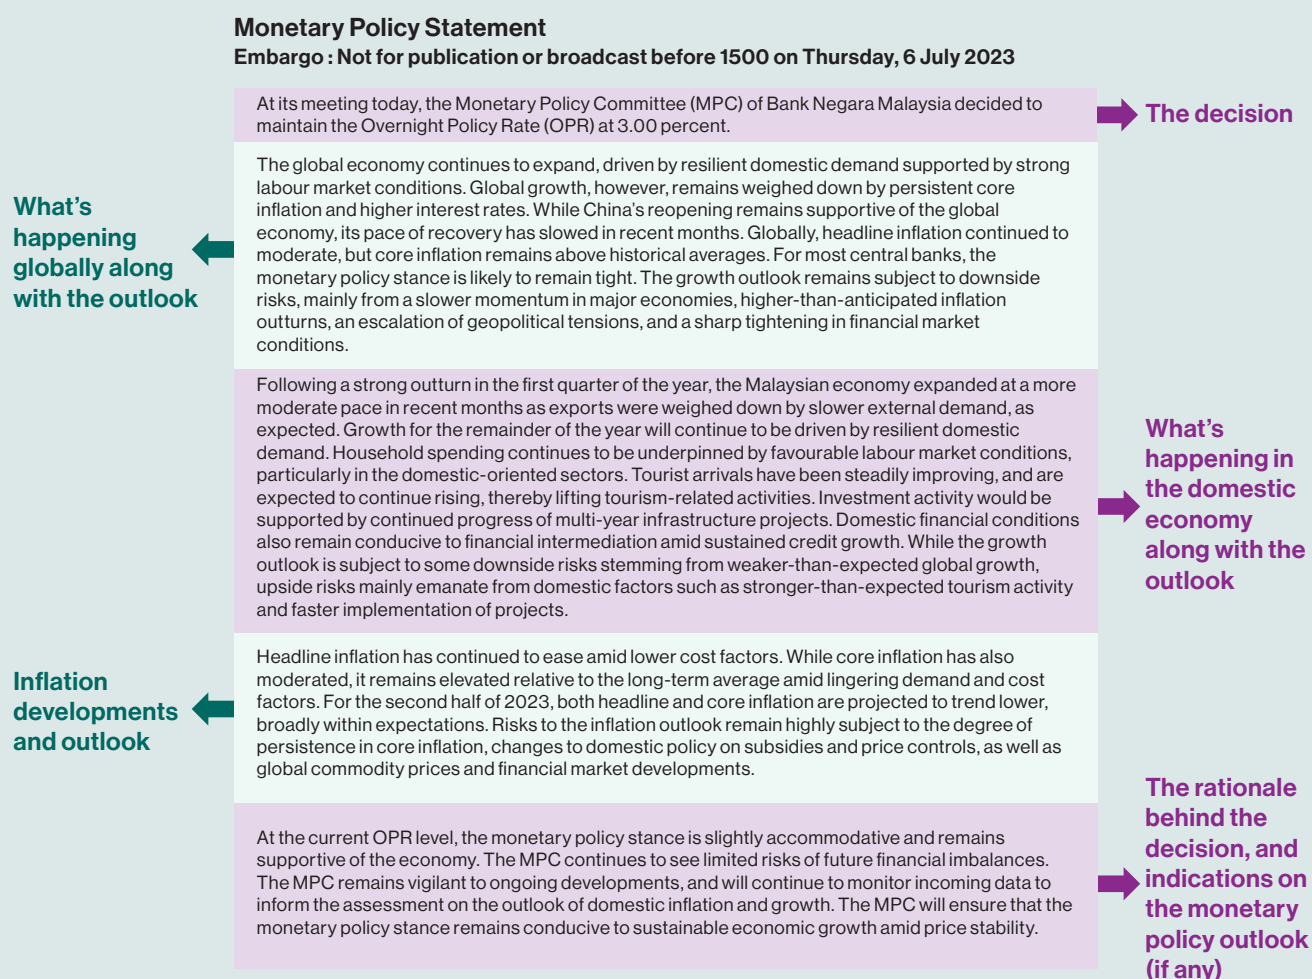 Monetary Policy Statement
Embargo : Not for publication or broadcast before 1500 on Thursday, 6 July 2023
At its meeting today, the Monetary Policy Committee (MPC) of Bank Negara Malaysia decided to
maintain the Overnight Policy Rate (OPR) at 3.00 percent.
The decision
What's
happening
globally along
with the outlook
The global economy continues to expand, driven by resilient domestic demand supported by strong
labour market conditions. Global growth, however, remains weighed down by persistent core
inflation and higher interest rates. While China's reopening remains supportive of the global
economy, its pace of recovery has slowed in recent months. Globally, headline inflation continued to
moderate, but core inflation remains above historical averages. For most central banks, the
monetary policy stance is likely to remain tight. The growth outlook remains subject to downside
risks, mainly from a slower momentum in major economies, higher-than-anticipated inflation
outturns, an escalation of geopolitical tensions, and a sharp tightening in financial market
conditions.
Following a strong outturn in the first quarter of the year, the Malaysian economy expanded at a more
moderate pace in recent months as exports were weighed down by slower external demand, as
expected. Growth for the remainder of the year will continue to be driven by resilient domestic
demand. Household spending continues to be underpinned by favourable labour market conditions,
particularly in the domestic-oriented sectors. Tourist arrivals have been steadily improving, and are
expected to continue rising, thereby lifting tourism-related activities. Investment activity would be
supported by continued progress of multi-year infrastructure projects. Domestic financial conditions
also remain conducive to financial intermediation amid sustained credit growth. While the growth
outlook is subject to some downside risks stemming from weaker-than-expected global growth,
upside risks mainly emanate from domestic factors such as stronger-than-expected tourism activity
and faster implementation of projects.
What's
happening in
the domestic
economy
along with the
outlook
Inflation
developments
and outlook
Headline inflation has continued to ease amid lower cost factors. While core inflation has also
moderated, it remains elevated relative to the long-term average amid lingering demand and cost
factors. For the second half of 2023, both headline and core inflation are projected to trend lower,
broadly within expectations. Risks to the inflation outlook remain highly subject to the degree of
persistence in core inflation, changes to domestic policy on subsidies and price controls, as well as
global commodity prices and financial market developments.
At the current OPR level, the monetary policy stance is slightly accommodative and remains
supportive of the economy. The MPC continues to see limited risks of future financial imbalances.
The MPC remains vigilant to ongoing developments, and will continue to monitor incoming data to
inform the assessment on the outlook of domestic inflation and growth. The MPC will ensure that the
monetary policy stance remains conducive to sustainable economic growth amid price stability.
The rationale
behind the
decision, and
indications on
the monetary
policy outlook
(if any)